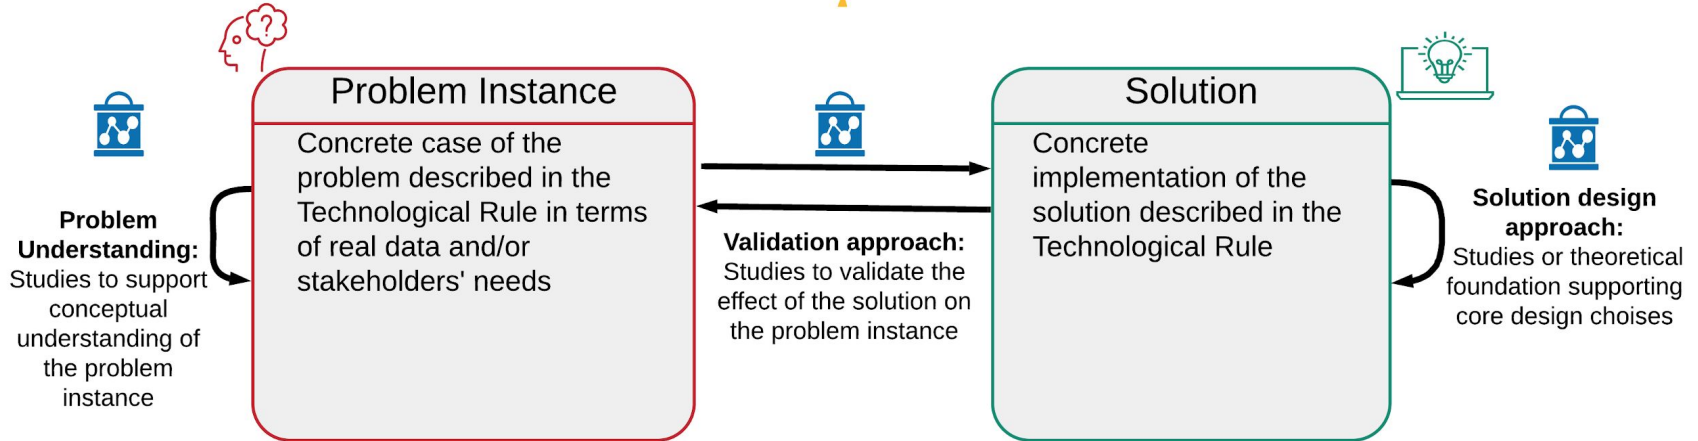 Problem Instance
Concrete case of the
problem described in the
Technological Rule in terms
of real data and/or
stakeholders' needs
Solution
Concrete
implementation of the
solution described in the
Technological Rule
Problem
Understanding:
Studies to support
conceptual
understanding of
the problem
instance
Validation approach:
Studies to validate the
effect of the solution on
the problem instance
Solution design
approach:
Studies or theoretical
foundation supporting
core design choises